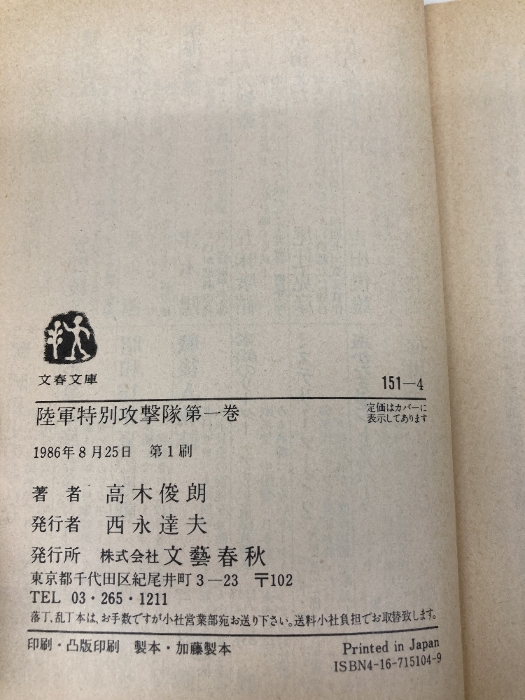 文春文庫
151—4
陸軍特別攻撃隊第一巻
定価はカバーに
表示してあります
1986年8月25日 第1刷
著者 高木俊朗
発行者 西永達夫
発行所 株式会社 文藝春秋
東京都千代田区紀尾井町3—23 〒102
TEL 03・265・1211
落丁、乱丁本は、お手数ですが小社営業部宛お送り下さい。送料小社負担でお取替致します。
印刷・凸版印刷 製本・加藤製本
Printed in Japan
ISBN4-16-715104-9